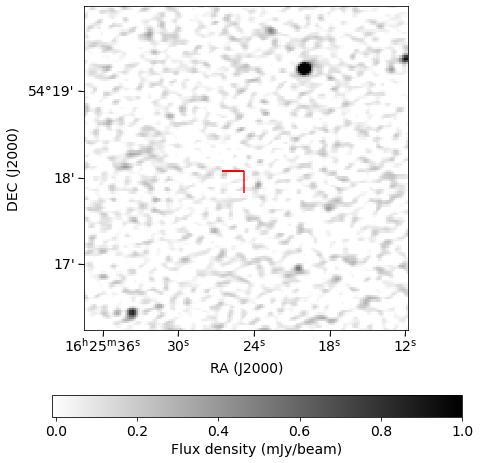 54°19'
18'
17'
DEC (J2000)
16ʰ25ᵐ36ˢ 30ˢ 24ˢ 18ˢ 12ˢ
RA (J2000)
0.0 0.2 0.4 0.6 0.8 1.0
Flux density (mJy/beam)